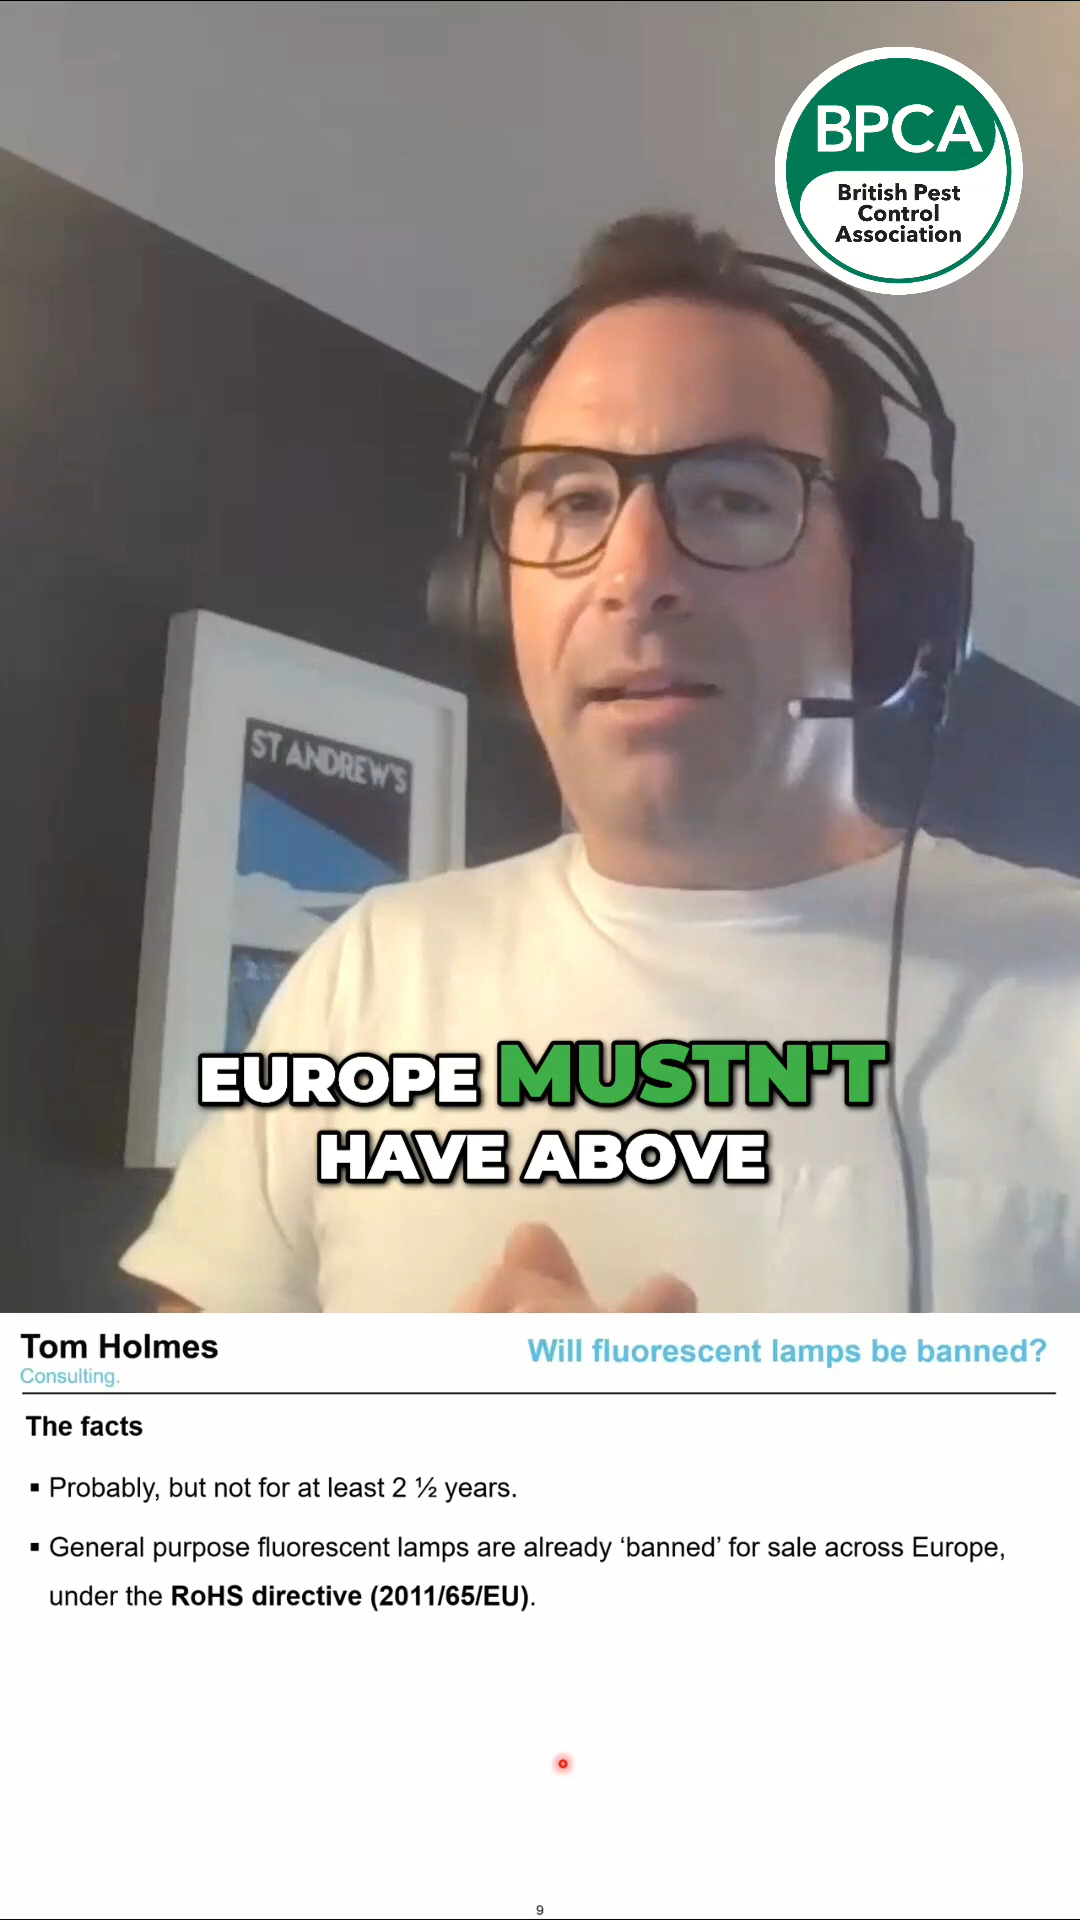 BPCA
British Pest
Control
Association
ST ANDREW'S
EUROPE MUSTN'T
HAVE ABOVE
Tom Holmes
Consulting.
Will fluorescent lamps be banned?
The facts
▪ Probably, but not for at least 2 ½ years.
▪ General purpose fluorescent lamps are already ‘banned’ for sale across Europe,
under the RoHS directive (2011/65/EU).
9